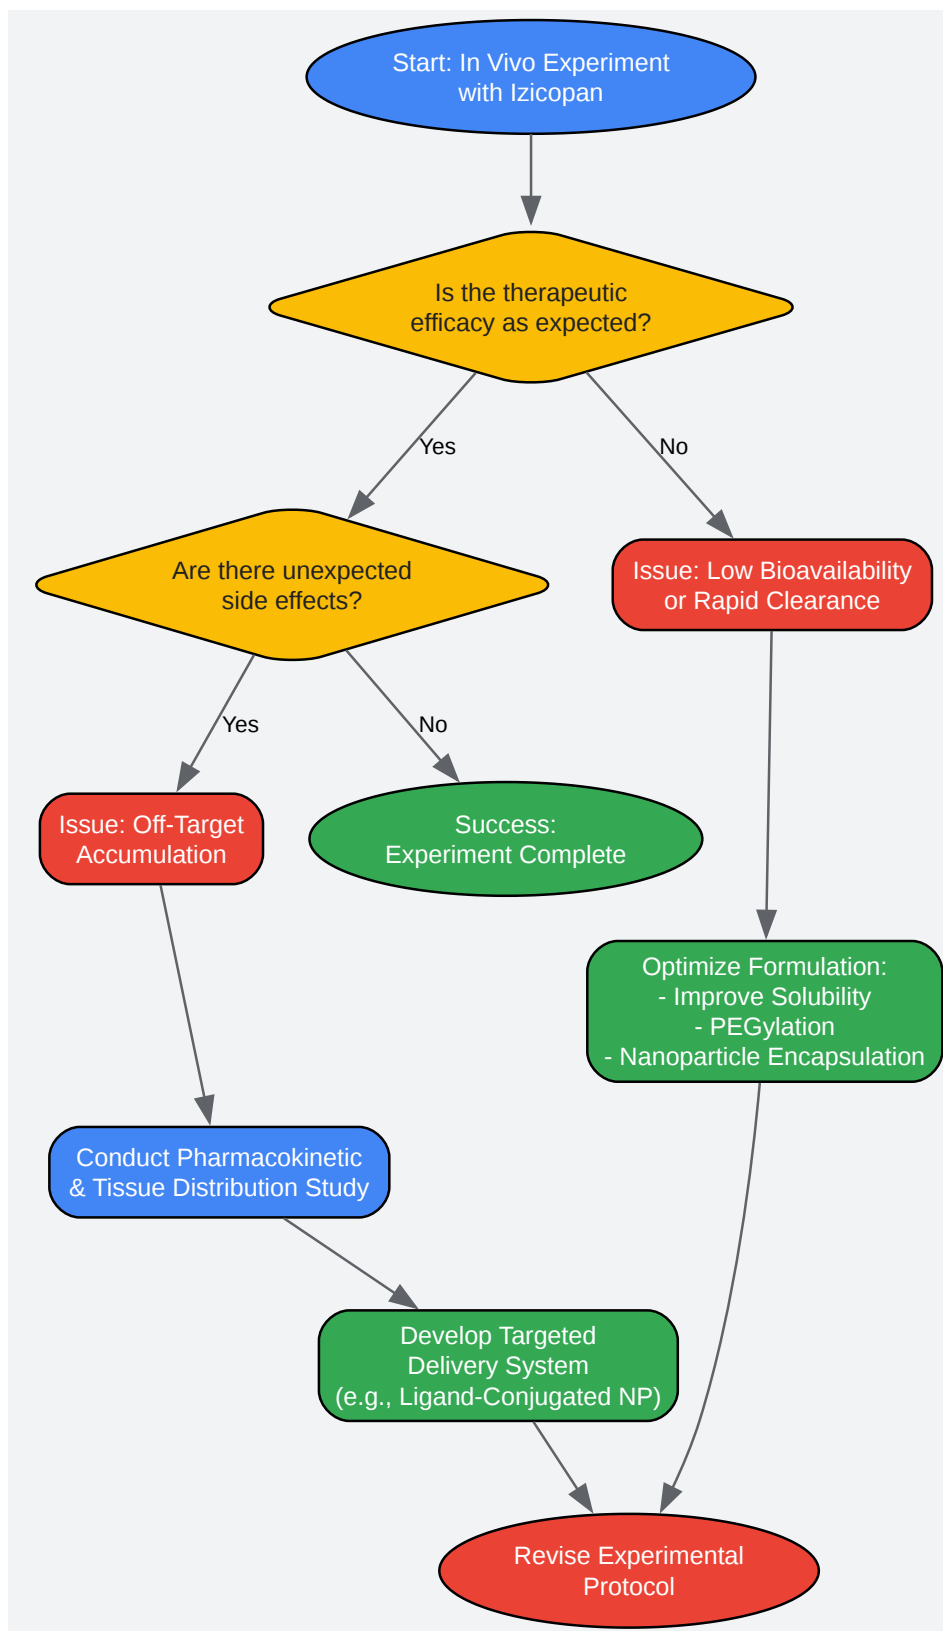 Start: In Vivo Experiment
with Izicopan
Is the therapeutic
efficacy as expected?
Yes
No
Are there unexpected
side effects?
Issue: Low Bioavailability
or Rapid Clearance
Yes
No
Issue: Off-Target
Accumulation
Success:
Experiment Complete
Optimize Formulation:
- Improve Solubility
- PEGylation
- Nanoparticle Encapsulation
Conduct Pharmacokinetic
& Tissue Distribution Study
Develop Targeted
Delivery System
(e.g., Ligand-Conjugated NP)
Revise Experimental
Protocol